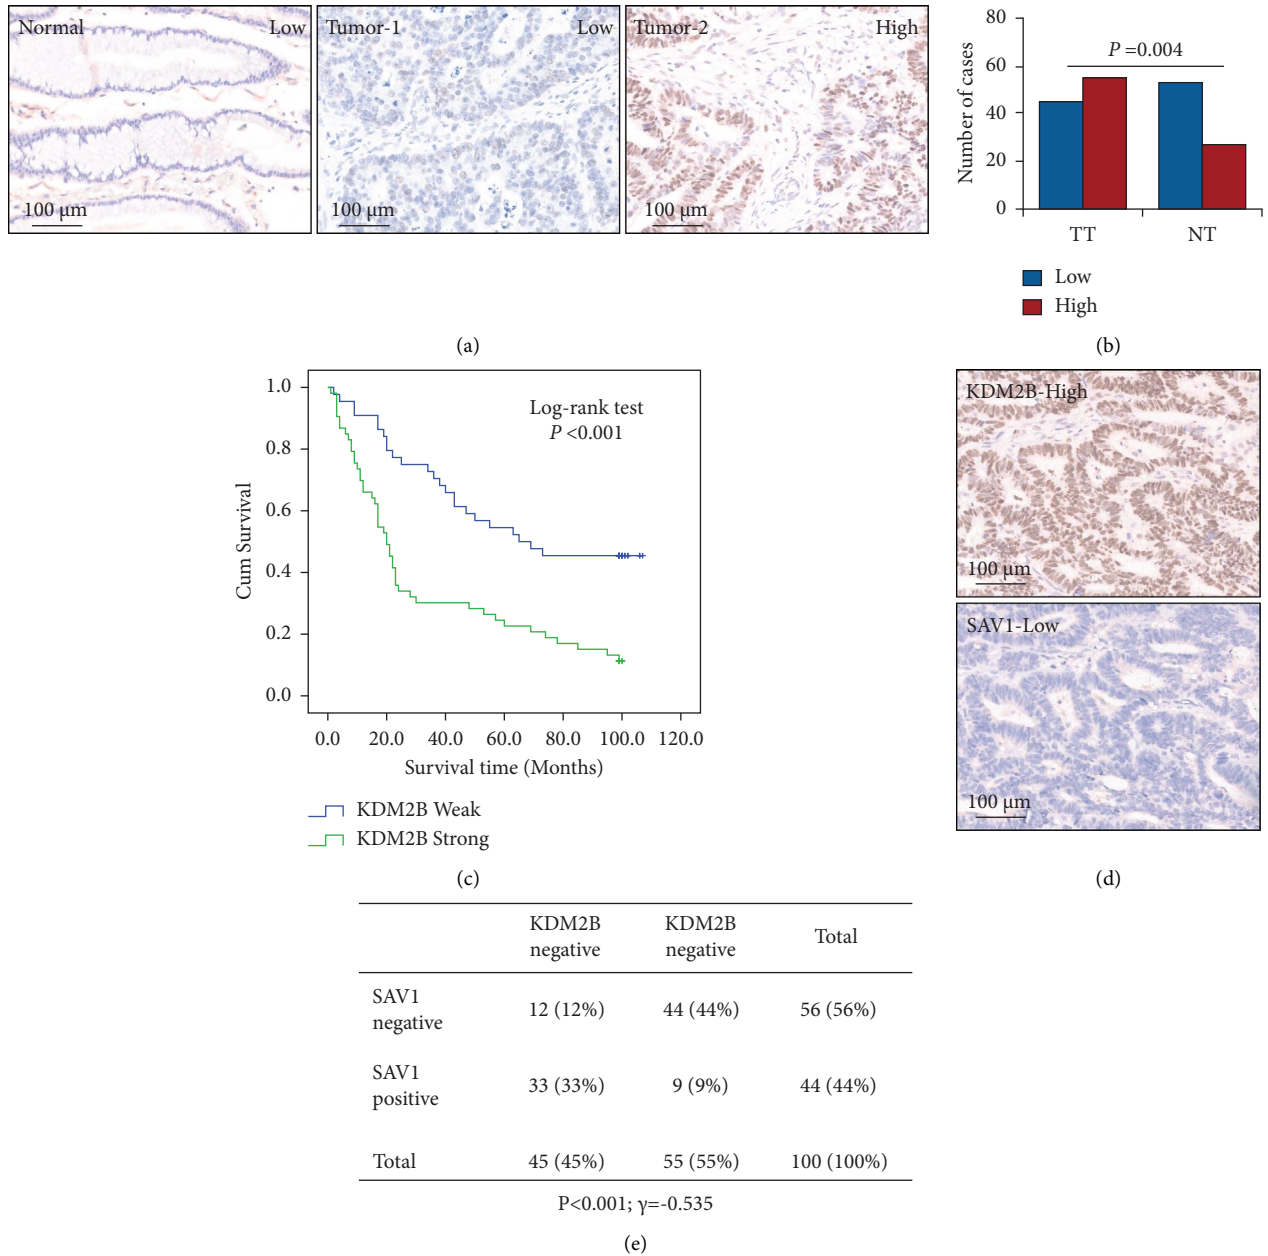 Normal Low
100 µm
Tumor-1 Low
100 µm
Tumor-2 High
100 µm
(a)
80
60
40
20
0
Number of cases
P =0.004
TT NT
Low
High
(b)
1.0
0.8
0.6
0.4
0.2
0.0
Cum Survival
Log-rank test
P <0.001
0.0 20.0 40.0 60.0 80.0 100.0 120.0
Survival time (Months)
KDM2B Weak
KDM2B Strong
(c)
KDM2B-High
100 µm
SAV1-Low
100 µm
(d)
KDM2B KDM2B
negative negative Total
SAV1
negative 12 (12%) 44 (44%) 56 (56%)
SAV1
positive 33 (33%) 9 (9%) 44 (44%)
Total 45 (45%) 55 (55%) 100 (100%)
P<0.001; γ=-0.535
(e)